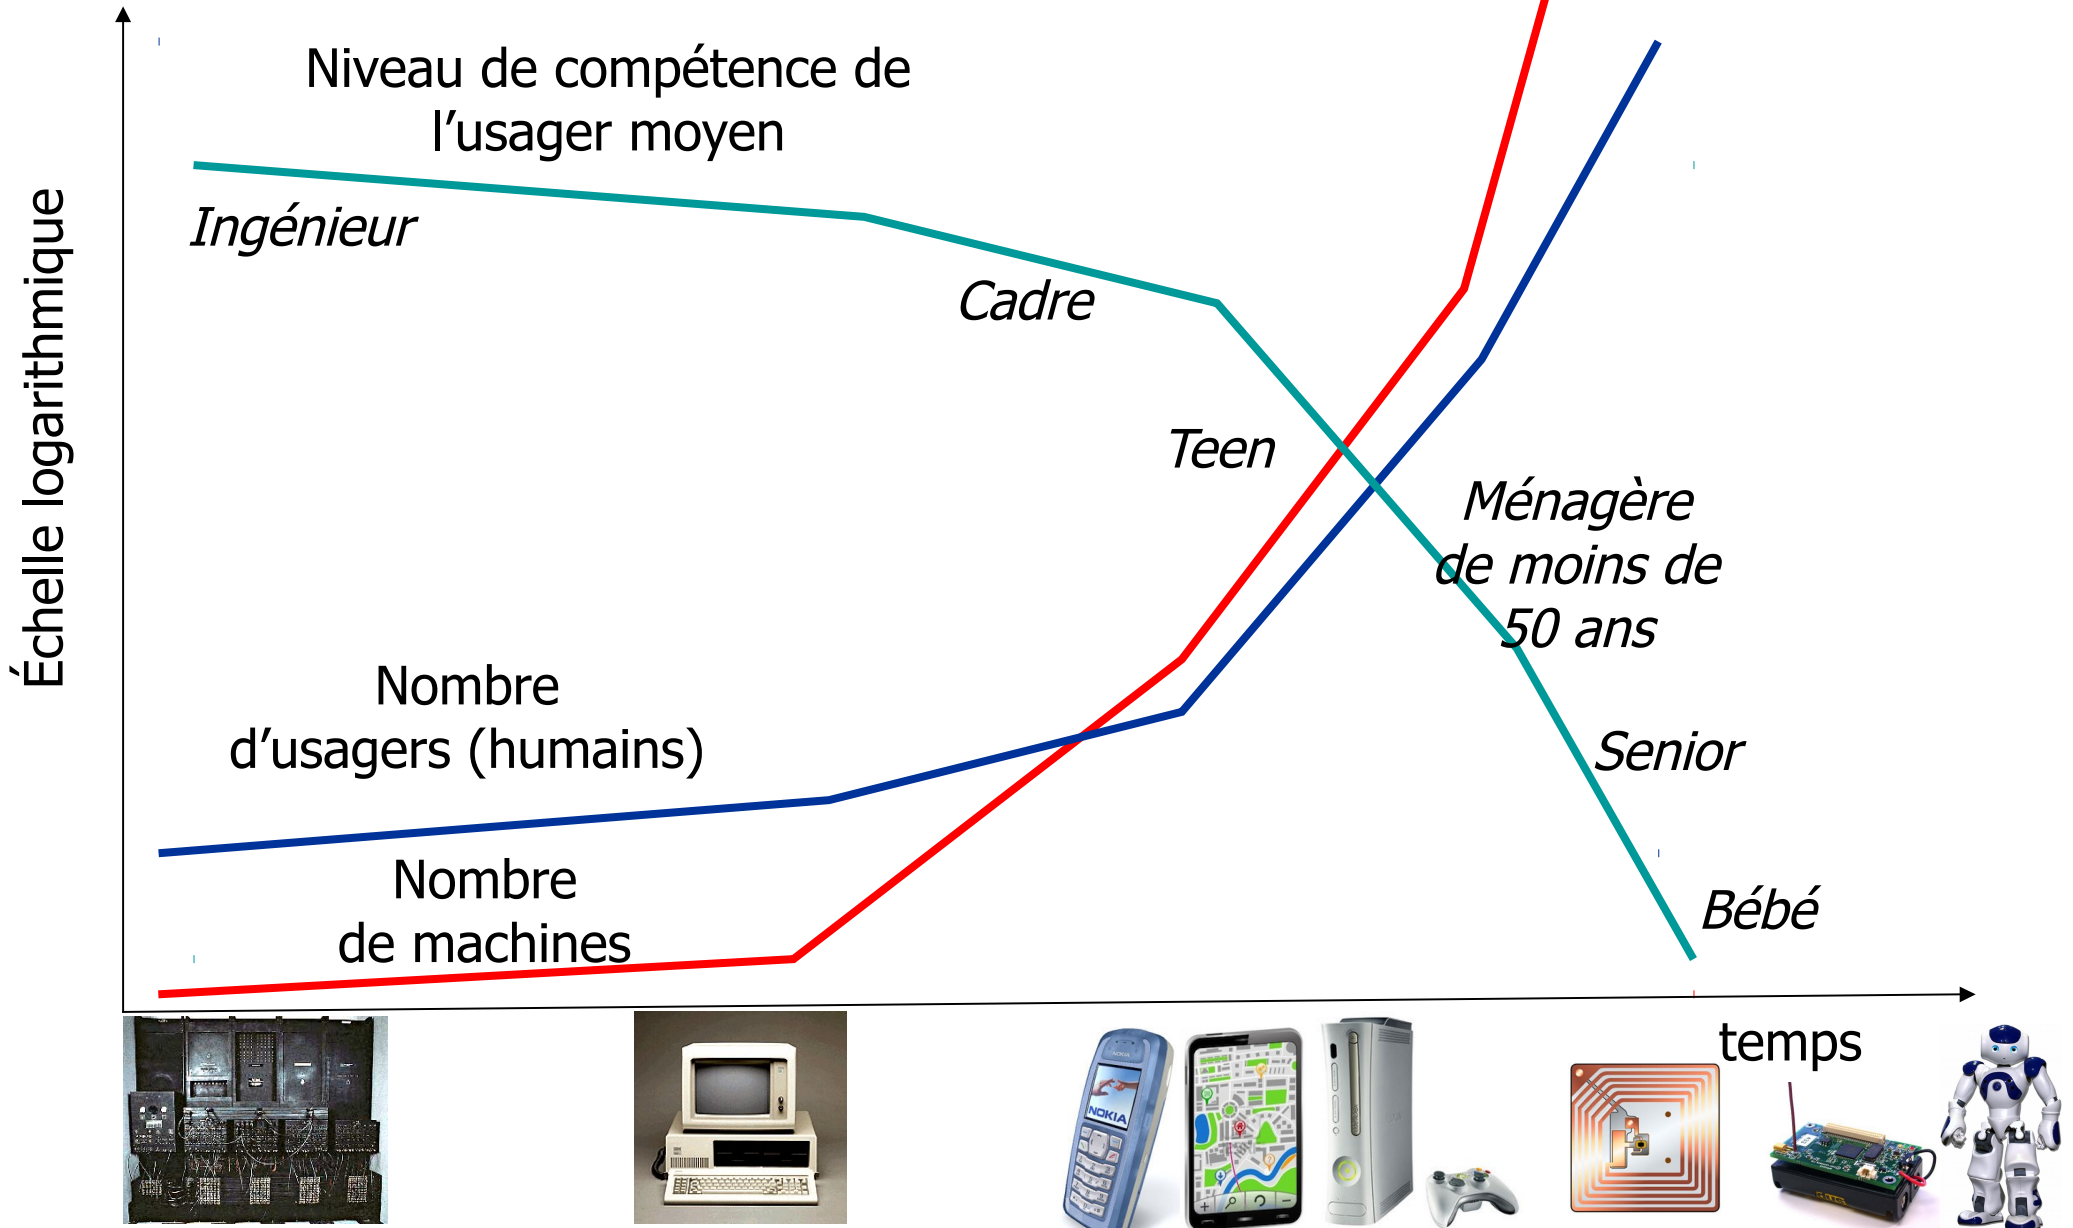 Niveau de compétence de
l’usager moyen
Échelle logarithmique
Ingénieur
Cadre
Teen
Ménagère
de moins de
50 ans
Nombre
d’usagers (humains)
Senior
Nombre
de machines
Bébé
temps
NOKIA